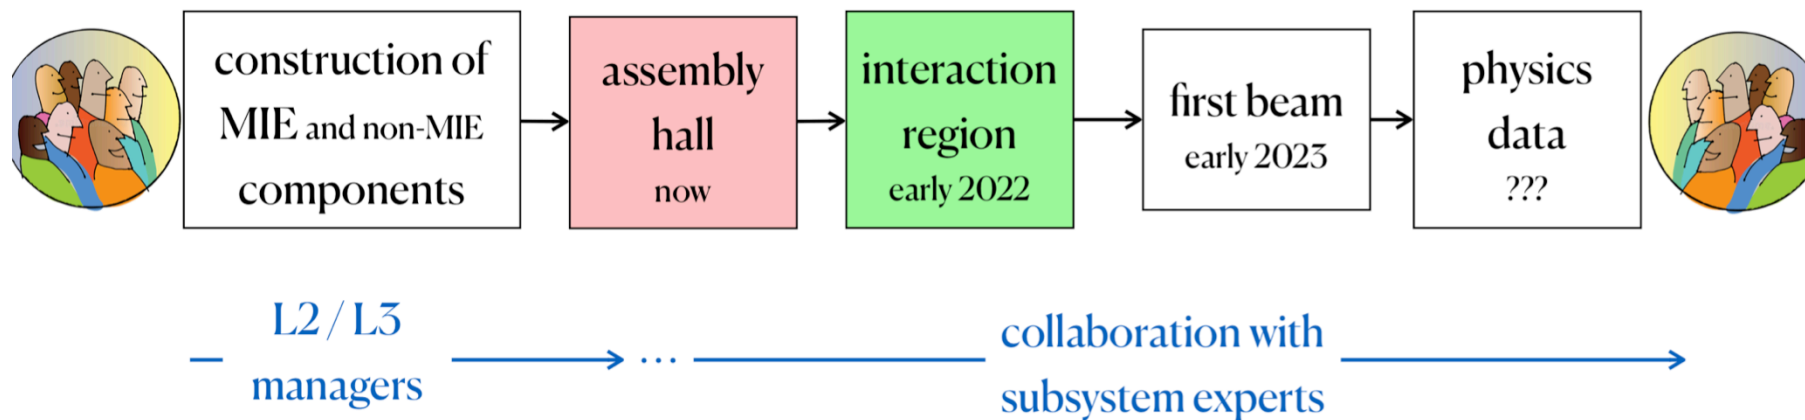 construction of
MIE and non-MIE
components
assembly
hall
now
interaction
region
early 2022
first beam
early 2023
physics
data
???
L2 / L3
managers
...
collaboration with
subsystem experts